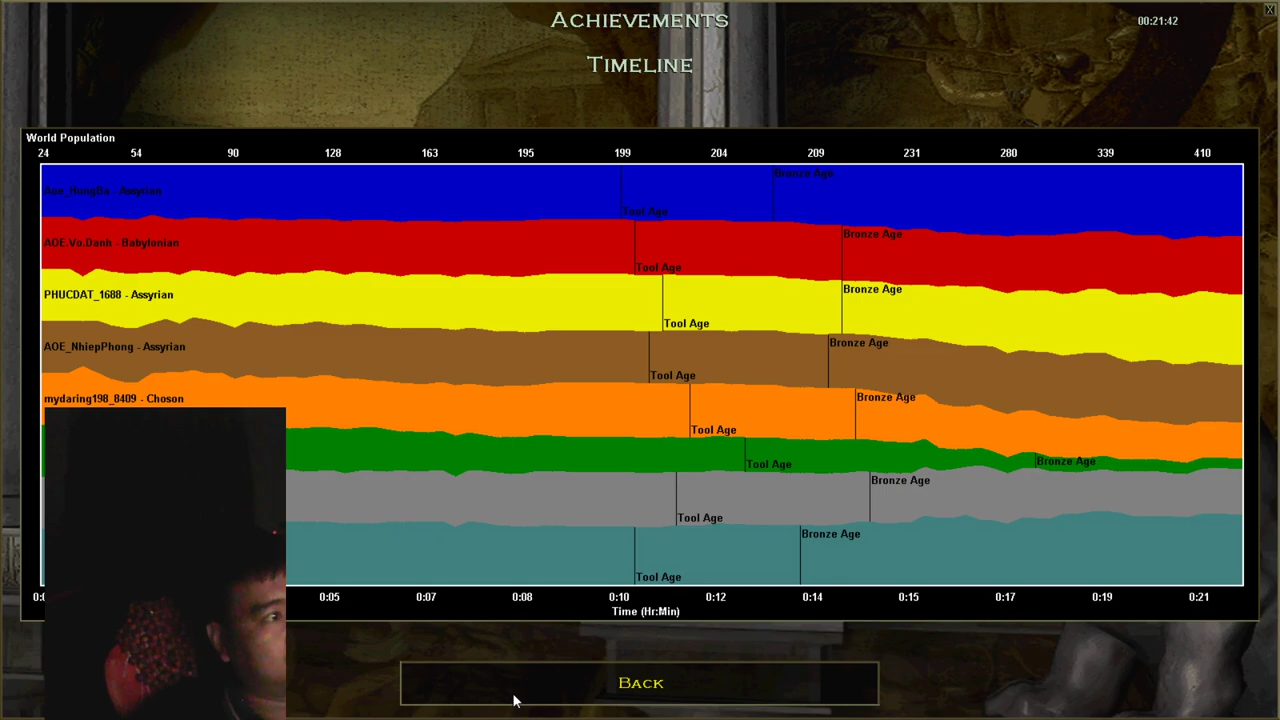 ACHIEVEMENTS
00:21:42
X
TIMELINE
World Population
24 54 90 128 163 195 199 204 209 231 280 339 410
Aoe_HungDa - Assyrian
Tool Age
Bronze Age
AOE.Vo.Danh - Babylonian
Tool Age
Bronze Age
PHUCDAT_1688 - Assyrian
Tool Age
Bronze Age
AOE_NhiepPhong - Assyrian
Tool Age
Bronze Age
mydaring198_8409 - Choson
Tool Age
Bronze Age
Tool Age
Bronze Age
Tool Age
Bronze Age
Tool Age
Bronze Age
0:05 0:07 0:08 0:10 0:12 0:14 0:15 0:17 0:19 0:21
Time (Hr:Min)
BACK